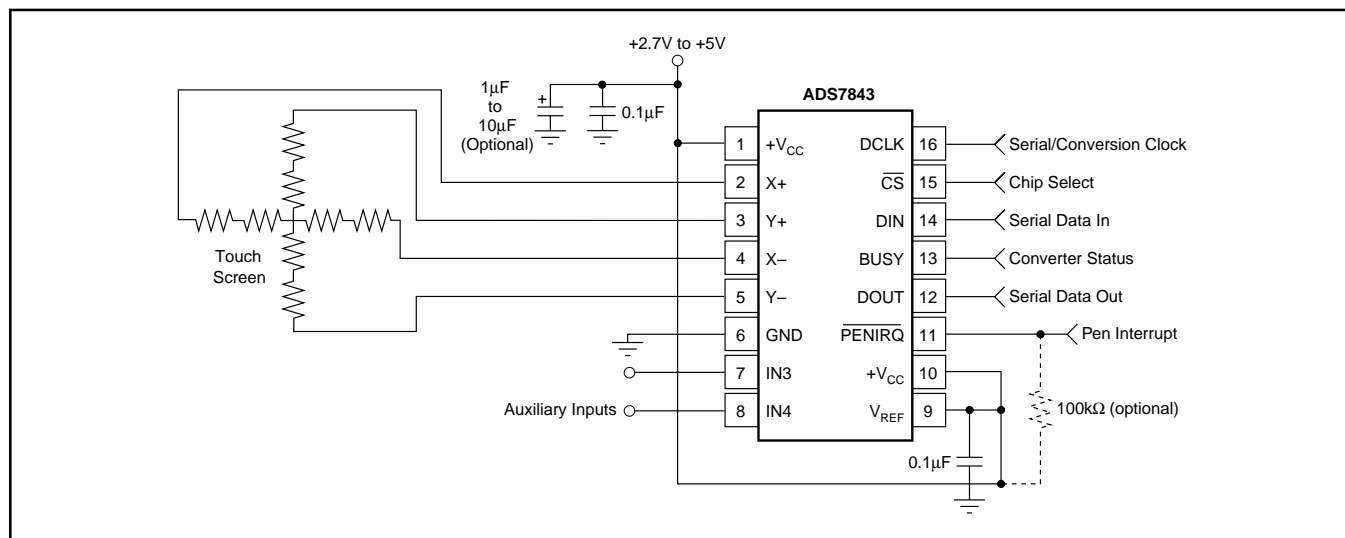 +2.7V to +5V
1μF
to
10μF
(Optional)
+
0.1μF
ADS7843
1 +VCC DCLK 16 Serial/Conversion Clock
2 X+ CS 15 Chip Select
3 Y+ DIN 14 Serial Data In
4 X– BUSY 13 Converter Status
5 Y– DOUT 12 Serial Data Out
6 GND PENIRQ 11 Pen Interrupt
7 IN3 +VCC 10
Auxiliary Inputs 8 IN4 VREF 9
Touch
Screen
100kΩ (optional)
0.1μF